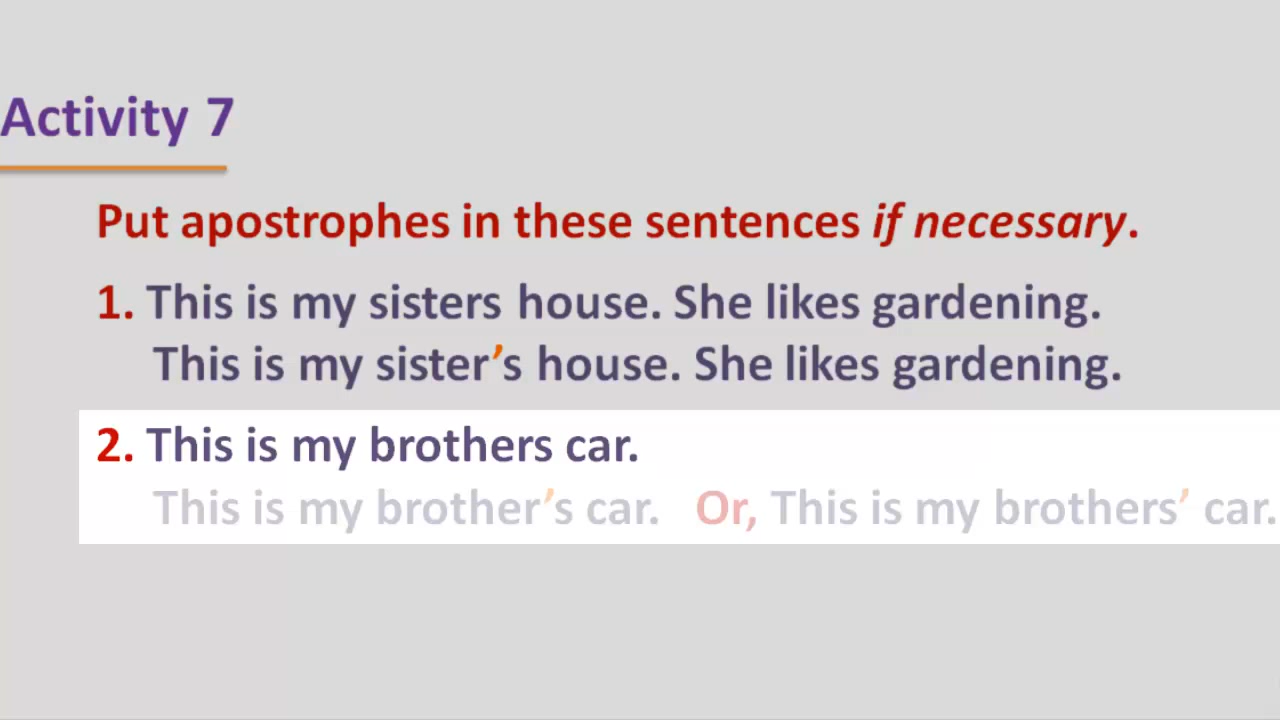 Activity 7
Put apostrophes in these sentences if necessary.
1. This is my sisters house. She likes gardening.
This is my sister’s house. She likes gardening.
2. This is my brothers car.
This is my brother’s car. Or, This is my brothers’ car.